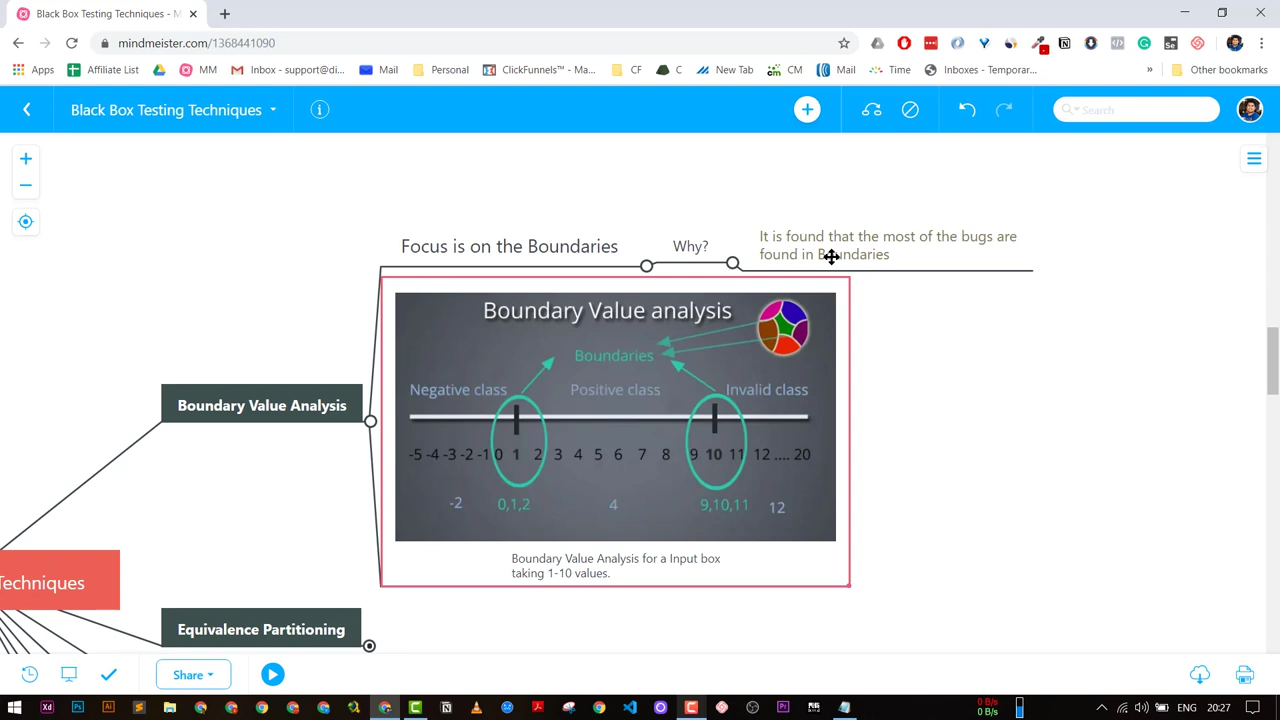 Black Box Testing Techniques - M
mindmeister.com/1368441090
Apps
Affiliate List
MM
Inbox - support@di...
Mail
Personal
ClickFunnels™ - Ma...
CF
C
New Tab
CM
Mail
Time
Inboxes - Temporar...
»
Other bookmarks
Black Box Testing Techniques
Search
Focus is on the Boundaries
Why?
It is found that the most of the bugs are
found in Boundaries
Boundary Value analysis
Boundaries
Negative class
Positive class
Invalid class
-5 -4 -3 -2 -1 0 1 2 3 4 5 6 7 8 9 10 11 12 .... 20
-2
0,1,2
4
9,10,11
12
Boundary Value Analysis for a Input box
taking 1-10 values.
Boundary Value Analysis
Techniques
Equivalence Partitioning
Share
0 B/s
0 B/s
ENG
20:27